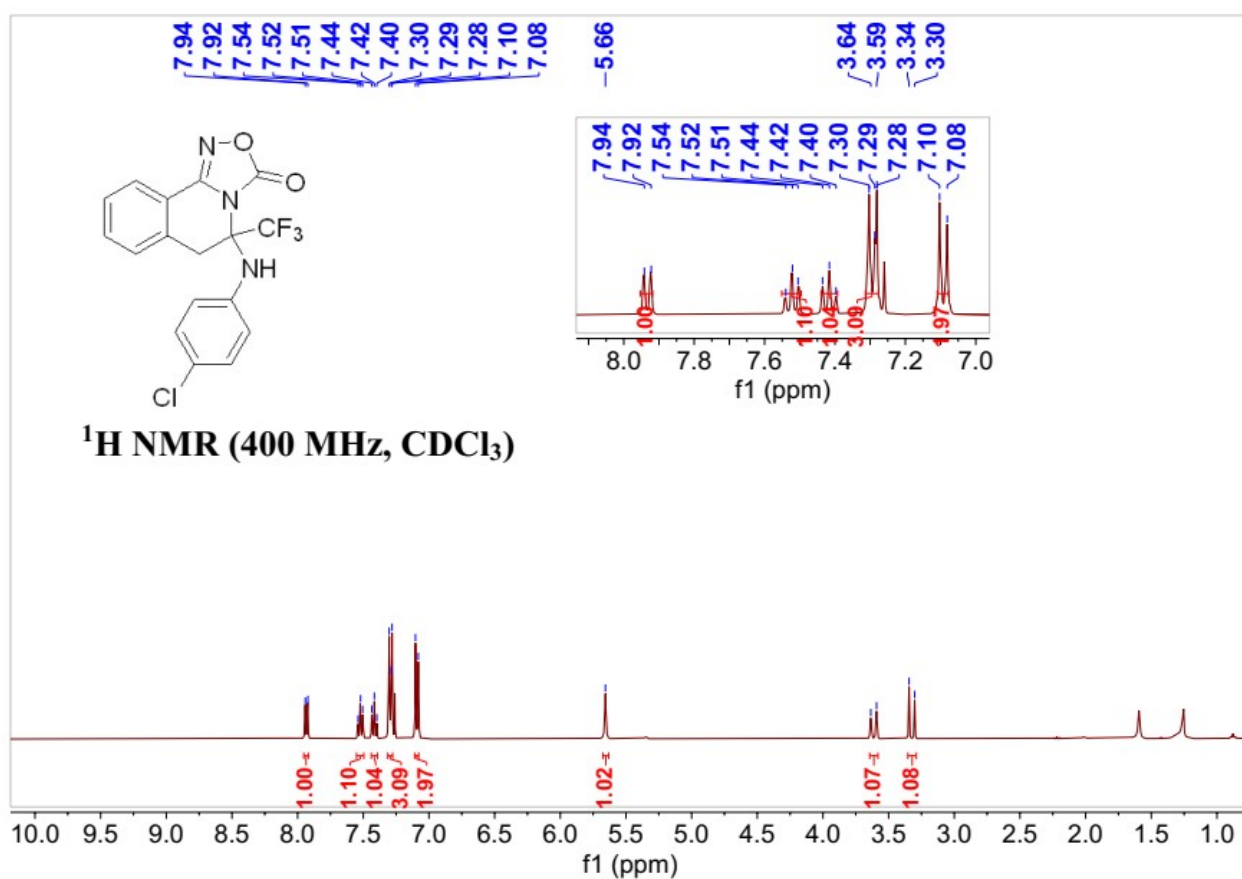 7.94 7.92 7.54 7.52 7.51 7.44 7.42 7.40 7.30 7.29 7.28 7.10 7.08 —5.66 3.64 3.59 3.34 3.30
N O
O
N
CF3
NH
Cl
7.94 7.92 7.54 7.52 7.51 7.44 7.42 7.40 7.30 7.29 7.28 7.10 7.08
1.00 1.10 1.04 3.09 1.97
8.0 7.8 7.6 7.4 7.2 7.0
f1 (ppm)
¹H NMR (400 MHz, CDCl₃)
1.00 1.10 1.04 3.09 1.97 1.02 1.07 1.08
10.0 9.5 9.0 8.5 8.0 7.5 7.0 6.5 6.0 5.5 5.0 4.5 4.0 3.5 3.0 2.5 2.0 1.5 1.0
f1 (ppm)